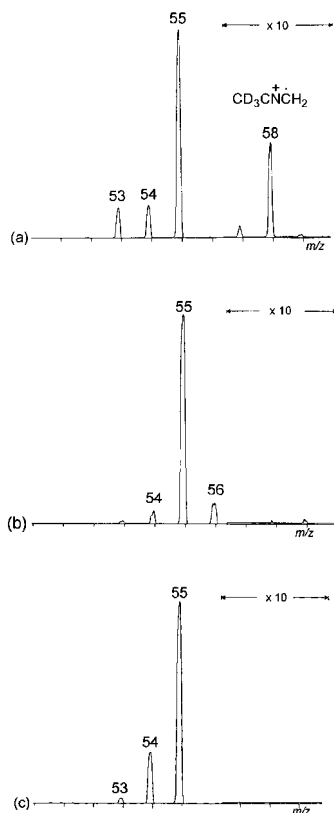 55
x 10
+ ·
CD3CNCH2
58
53
54
(a)
m/z
55
x 10
54
56
(b)
m/z
55
x 10
54
53
(c)
m/z